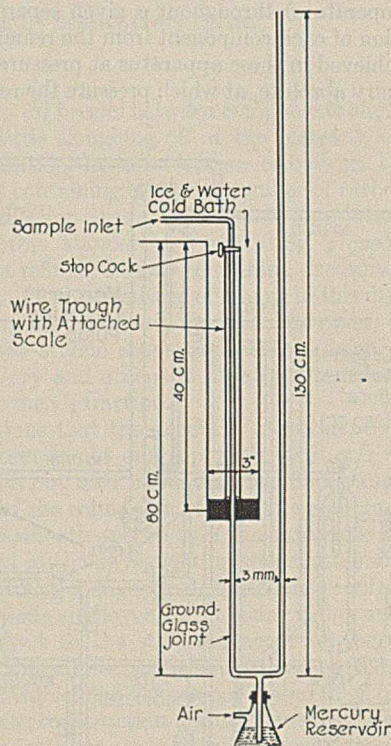 Ice & Water
Cold Bath
Sample Inlet
Stop Cock
Wire Trough
with Attached
Scale
40 CM.
130 CM.
80 CM.
3"
3 mm
Ground-
Glass
joint
Air
Mercury
Reservoir